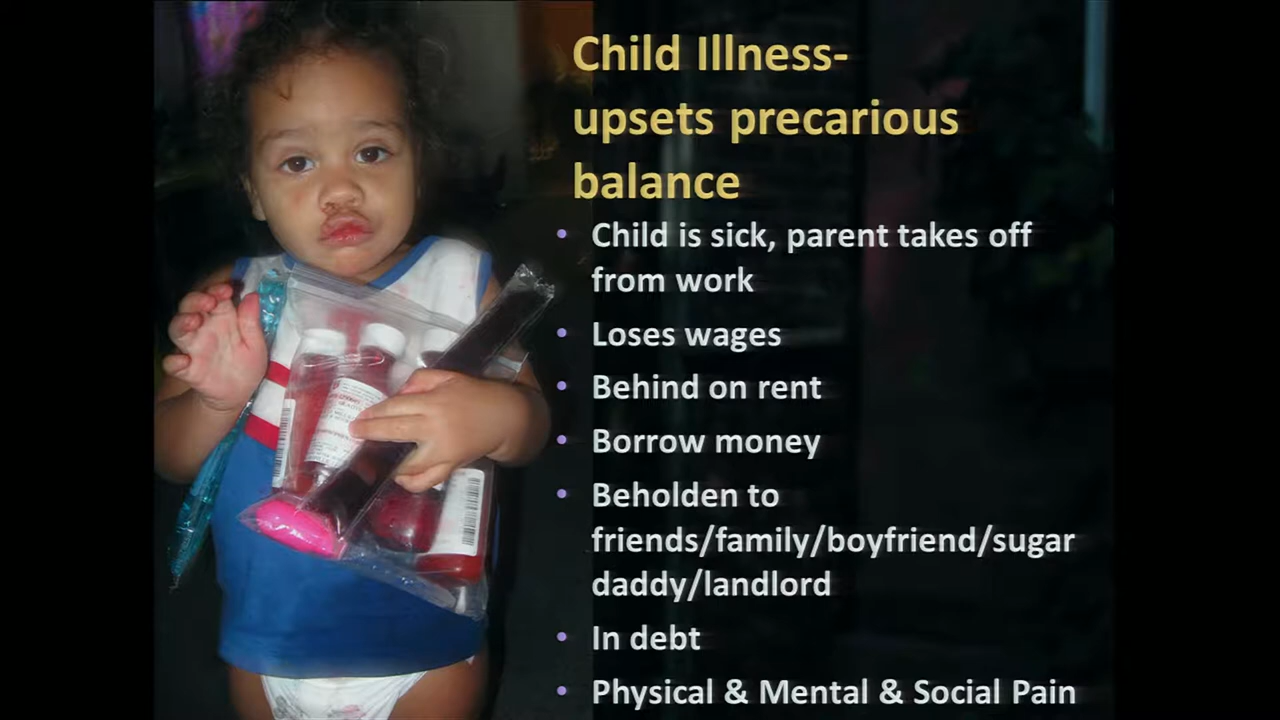 Child Illness-
upsets precarious
balance
• Child is sick, parent takes off
from work
• Loses wages
• Behind on rent
• Borrow money
• Beholden to
friends/family/boyfriend/sugar
daddy/landlord
• In debt
• Physical & Mental & Social Pain